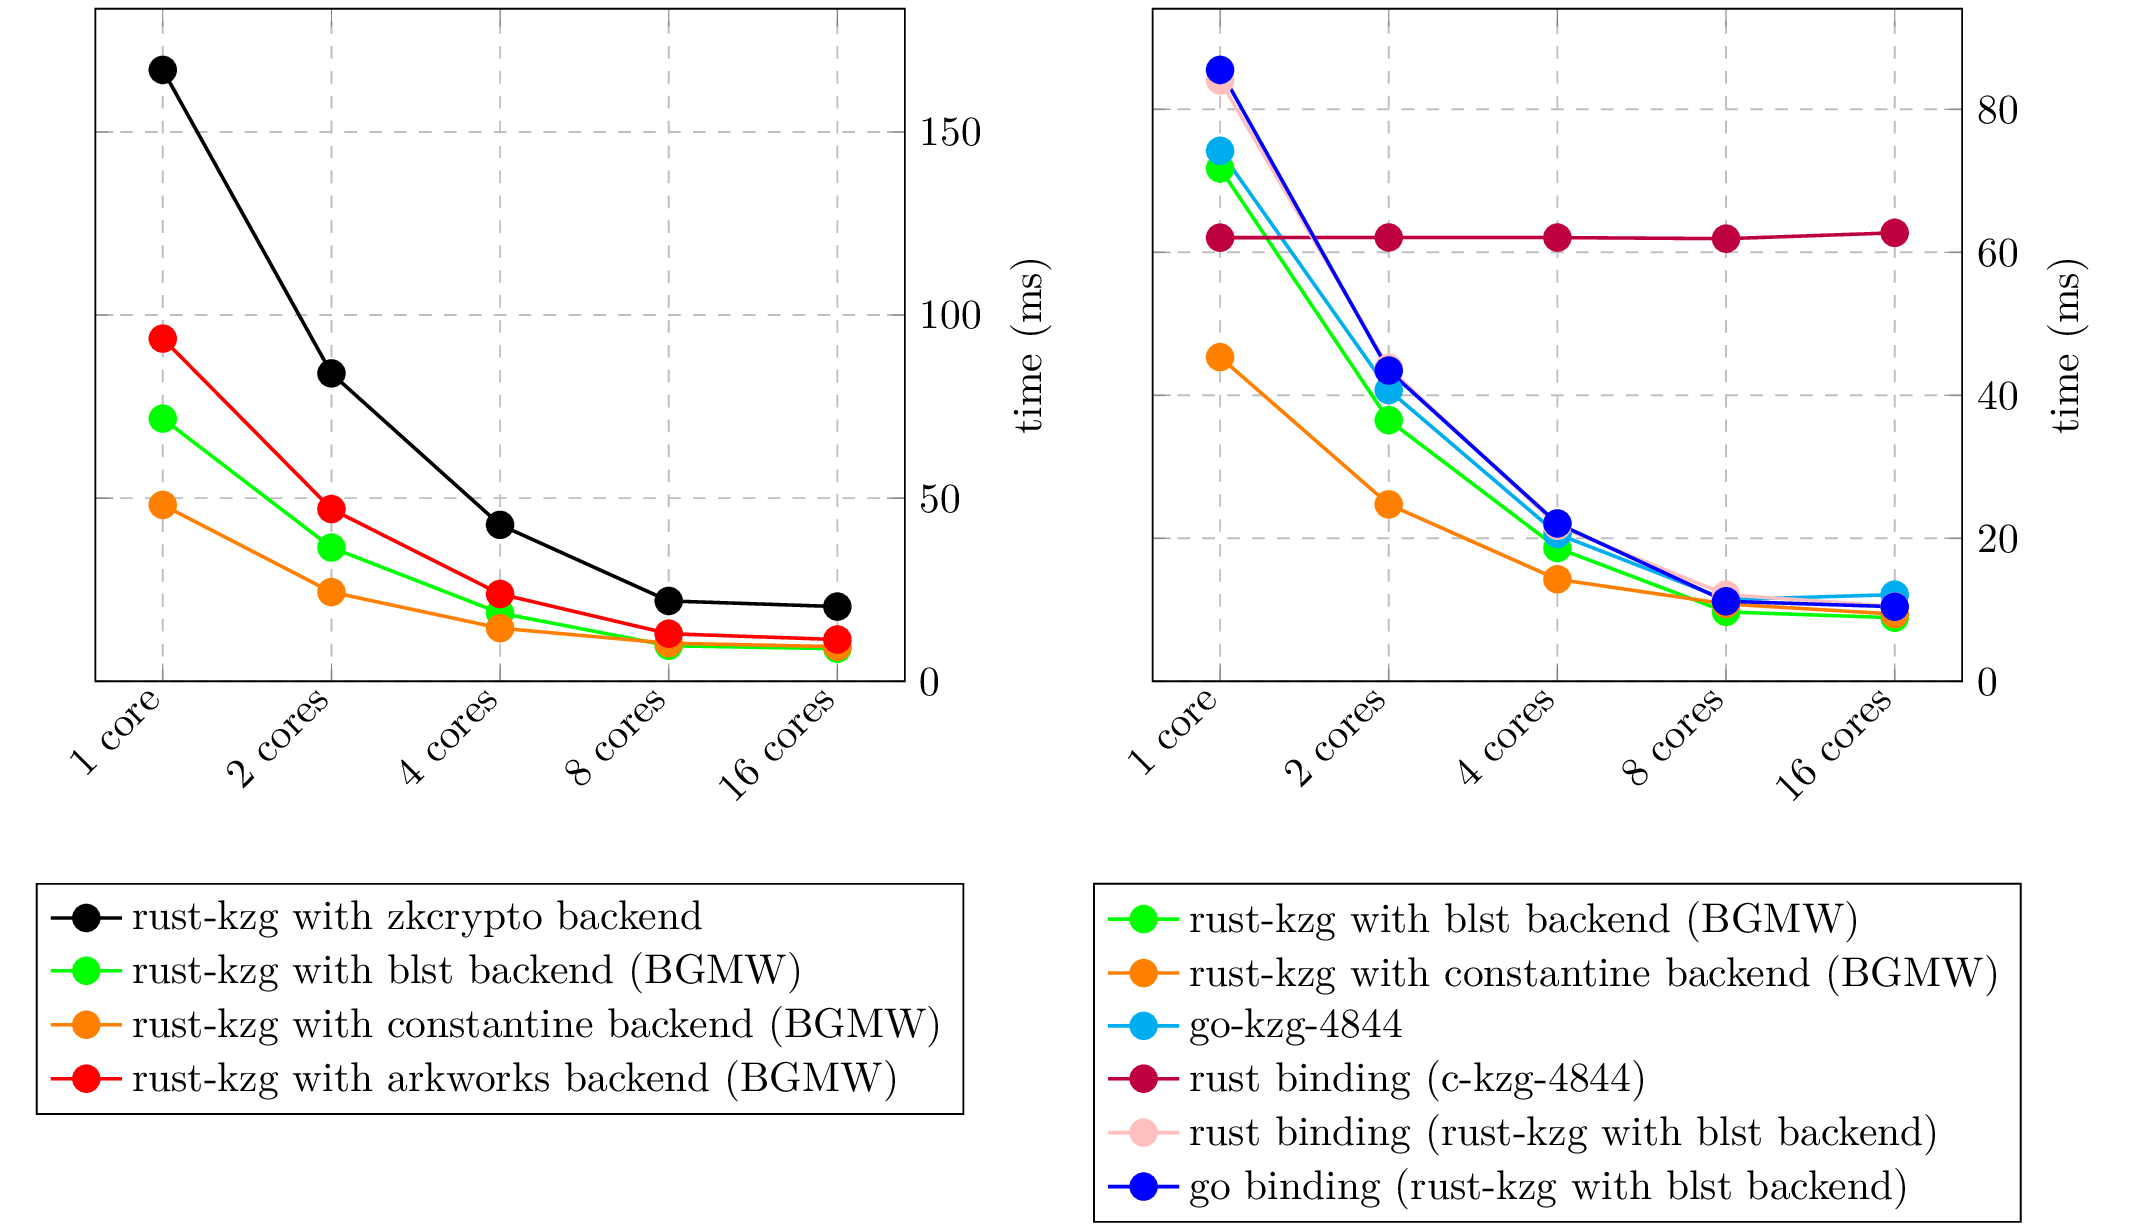 150
100
50
0
time (ms)
1 core
2 cores
4 cores
8 cores
16 cores
rust-kzg with zkcrypto backend
rust-kzg with blst backend (BGMW)
rust-kzg with constantine backend (BGMW)
rust-kzg with arkworks backend (BGMW)
80
60
40
20
0
time (ms)
1 core
2 cores
4 cores
8 cores
16 cores
rust-kzg with blst backend (BGMW)
rust-kzg with constantine backend (BGMW)
go-kzg-4844
rust binding (c-kzg-4844)
rust binding (rust-kzg with blst backend)
go binding (rust-kzg with blst backend)